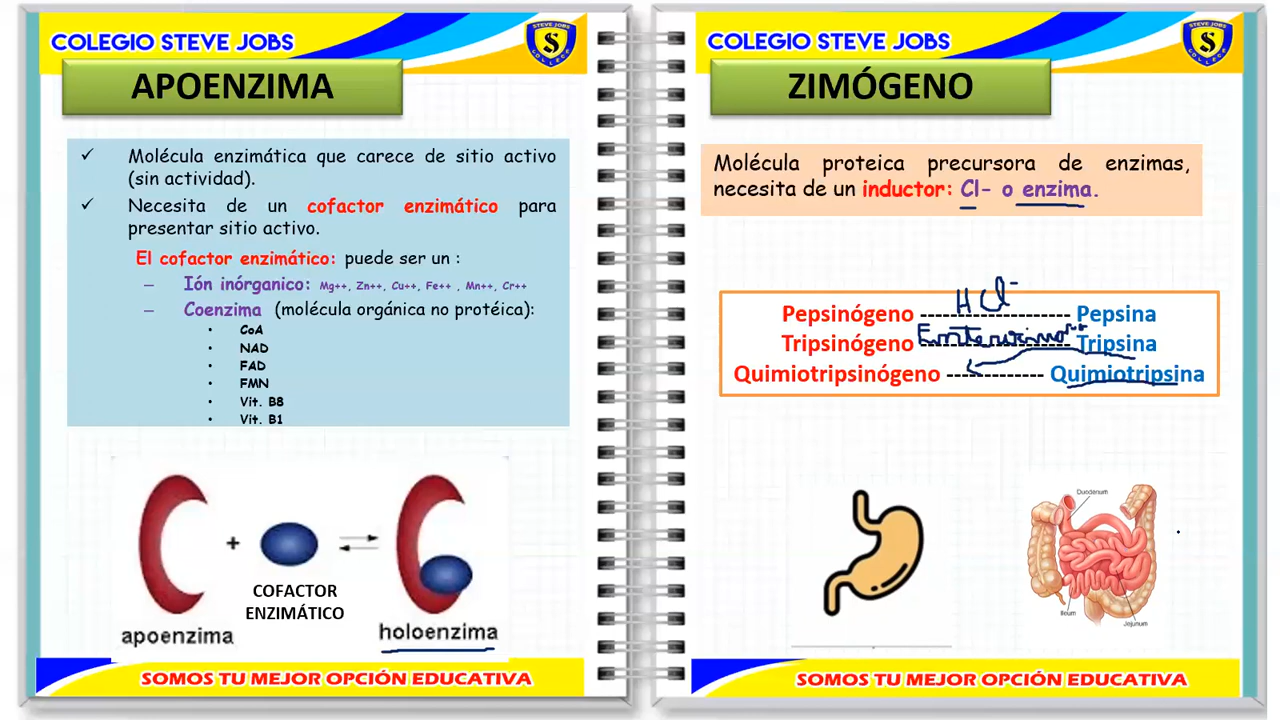 COLEGIO STEVE JOBS
S
COLLEGE
APOENZIMA
✓ Molécula enzimática que carece de sitio activo
(sin actividad).
✓ Necesita de un cofactor enzimático para
presentar sitio activo.
El cofactor enzimático: puede ser un :
– Ión inórganico: Mg++, Zn++, Cu++, Fe++ , Mn++, Cr++
– Coenzima (molécula orgánica no protéica):
• CoA
• NAD
• FAD
• FMN
• Vit. B8
• Vit. B1
+
COFACTOR
ENZIMÁTICO
apoenzima
holoenzima
SOMOS TU MEJOR OPCIÓN EDUCATIVA
COLEGIO STEVE JOBS
S
COLLEGE
ZIMÓGENO
Molécula proteica precursora de enzimas,
necesita de un inductor: Cl- o enzima.
HCl-
Pepsinógeno ---------------------- Pepsina
Tripsinógeno ---------------------- Tripsina
Quimiotripsinógeno -------------- Quimiotripsina
Duodenum
Ileum
Jejunum
SOMOS TU MEJOR OPCIÓN EDUCATIVA